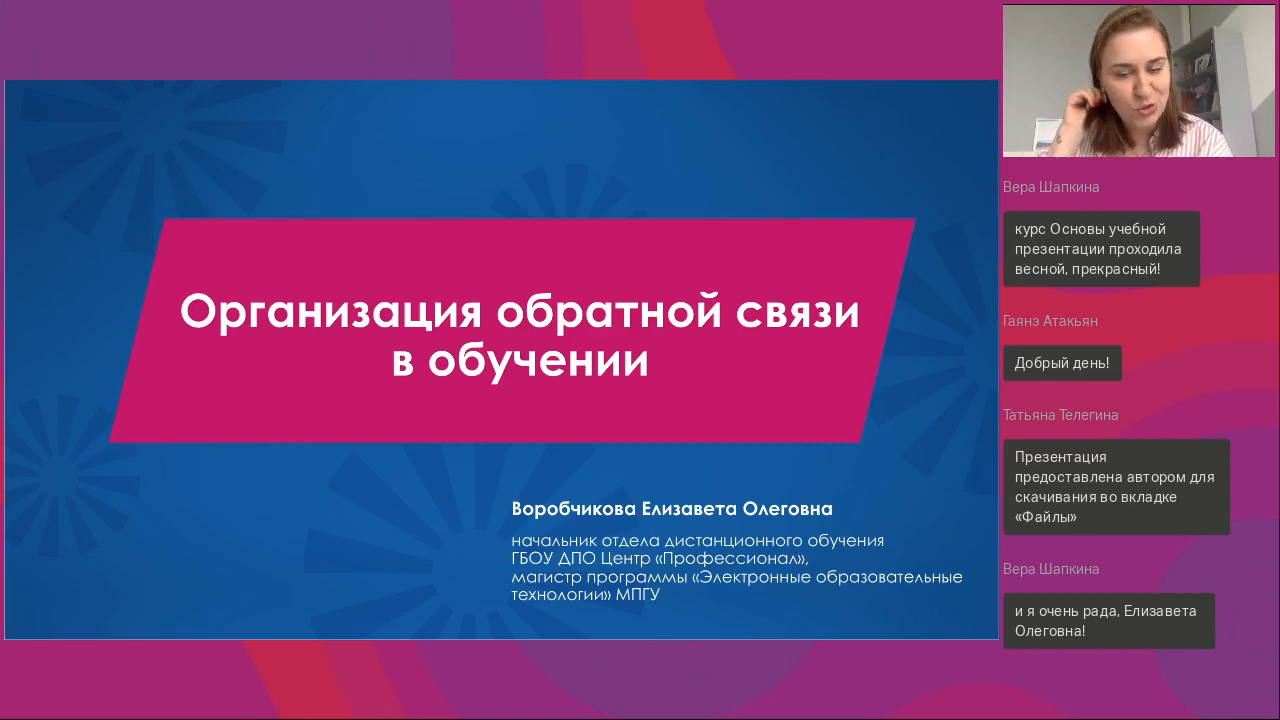 Организация обратной связи
в обучении
Воробчикова Елизавета Олеговна
начальник отдела дистанционного обучения
ГБОУ ДПО Центр «Профессионал»,
магистр программы «Электронные образовательные
технологии» МПГУ
Вера Шапкина
курс Основы учебной
презентации проходила
весной, прекрасный!
Гаянэ Атакьян
Добрый день!
Татьяна Телегина
Презентация
предоставлена автором для
скачивания во вкладке
«Файлы»
Вера Шапкина
и я очень рада, Елизавета
Олеговна!